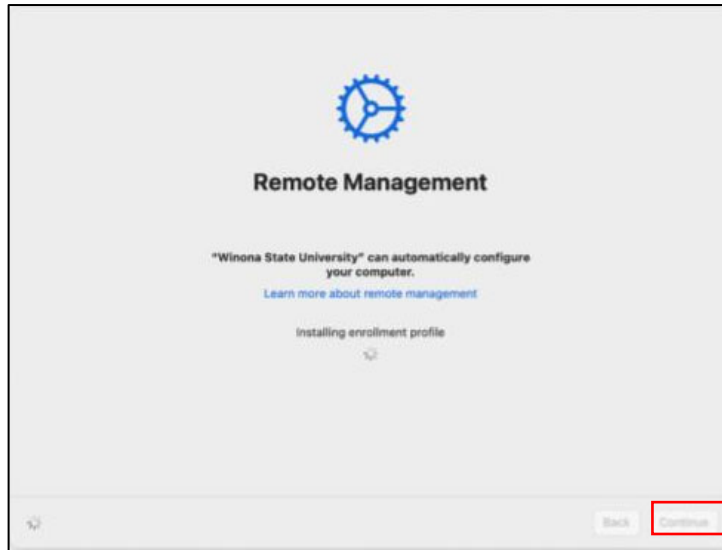 Remote Management
"Winona State University" can automatically configure
your computer.
Learn more about remote management
Installing enrollment profile
Back Continue